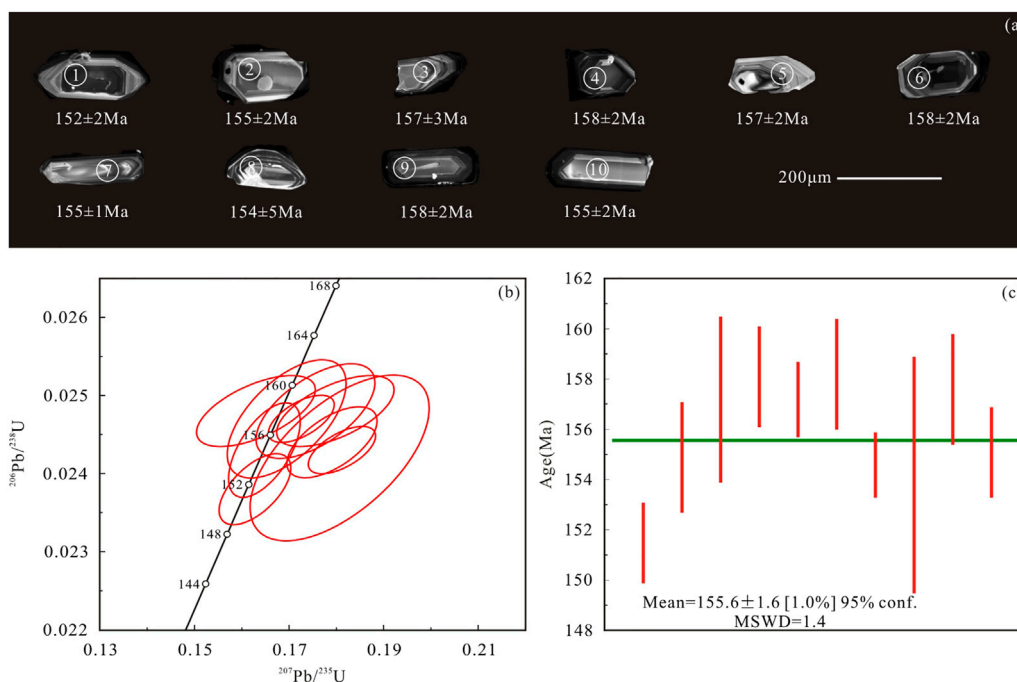 (a)
1 2 3 4 5 6
152±2Ma 155±2Ma 157±3Ma 158±2Ma 157±2Ma 158±2Ma
7 8 9 10
155±1Ma 154±5Ma 158±2Ma 155±2Ma
200μm
(b)
0.026
0.025
0.024
0.023
0.022
²⁰⁶Pb/²³⁸U
168
164
160
156
152
148
144
0.13 0.15 0.17 0.19 0.21
²⁰⁷Pb/²³⁵U
(c
162
160
158
156
154
152
150
148
Age(Ma)
Mean=155.6±1.6 [1.0%] 95% conf.
MSWD=1.4